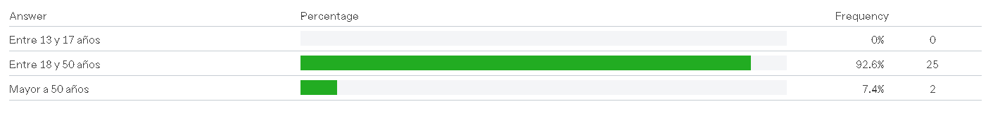 Answer Percentage Frequency
Entre 13 y 17 años 0% 0
Entre 18 y 50 años 92.6% 25
Mayor a 50 años 7.4% 2